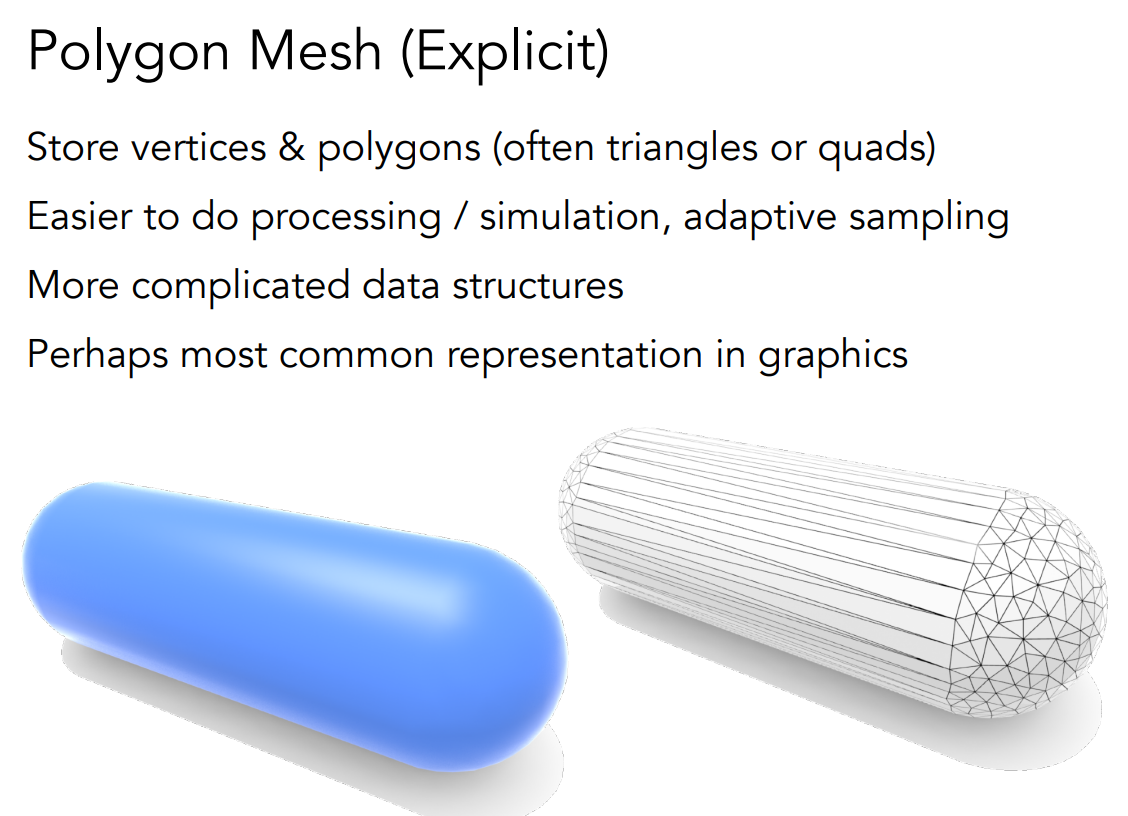 Polygon Mesh (Explicit)
Store vertices & polygons (often triangles or quads)
Easier to do processing / simulation, adaptive sampling
More complicated data structures
Perhaps most common representation in graphics